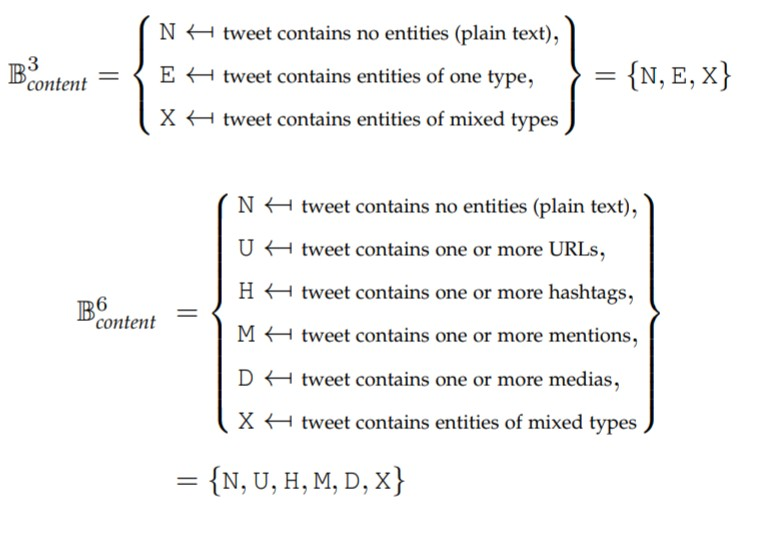 𝔹³content = { N ↤ tweet contains no entities (plain text),
E ↤ tweet contains entities of one type,
X ↤ tweet contains entities of mixed types } = {N, E, X}
𝔹⁶content = { N ↤ tweet contains no entities (plain text),
U ↤ tweet contains one or more URLs,
H ↤ tweet contains one or more hashtags,
M ↤ tweet contains one or more mentions,
D ↤ tweet contains one or more medias,
X ↤ tweet contains entities of mixed types }
= {N, U, H, M, D, X}